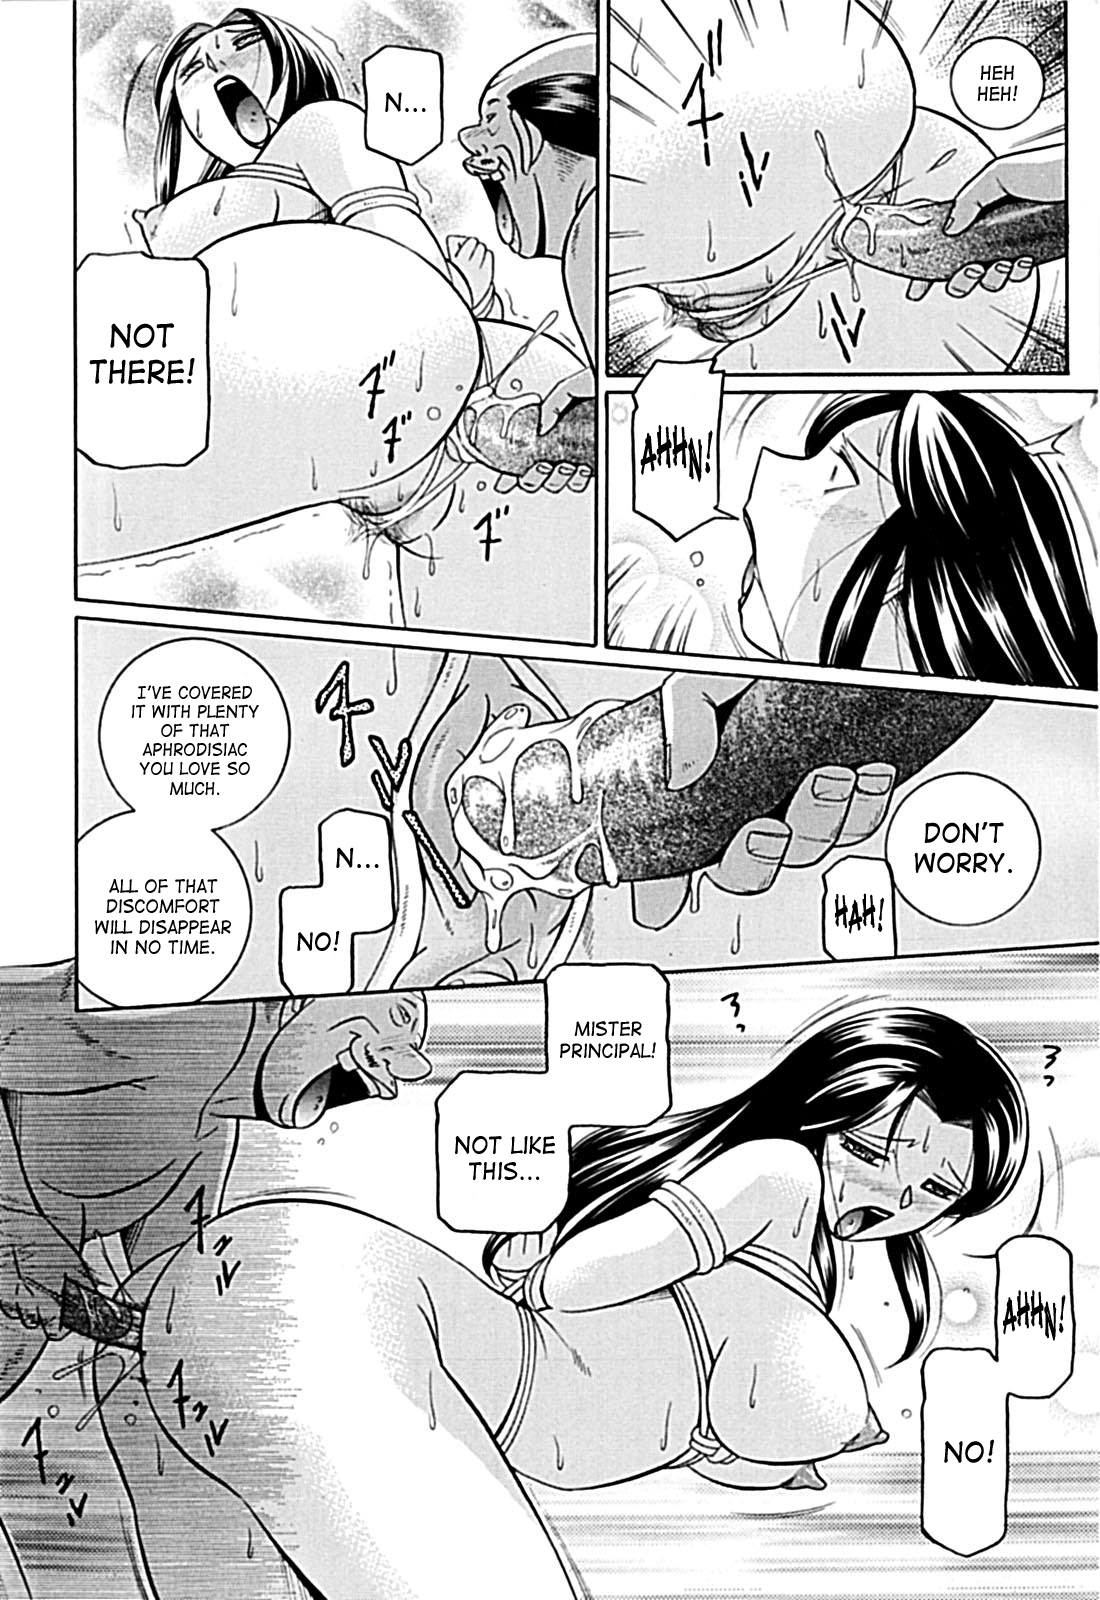 HEH
HEH!
AHHN!
N...
NOT
THERE!
DON'T
WORRY.
HAH!
I'VE COVERED
IT WITH PLENTY
OF THAT
APHRODISIAC
YOU LOVE SO
MUCH.
N...
NO!
ALL OF THAT
DISCOMFORT
WILL DISAPPEAR
IN NO TIME.
MISTER
PRINCIPAL!
NOT LIKE
THIS...
AHHN!
NO!